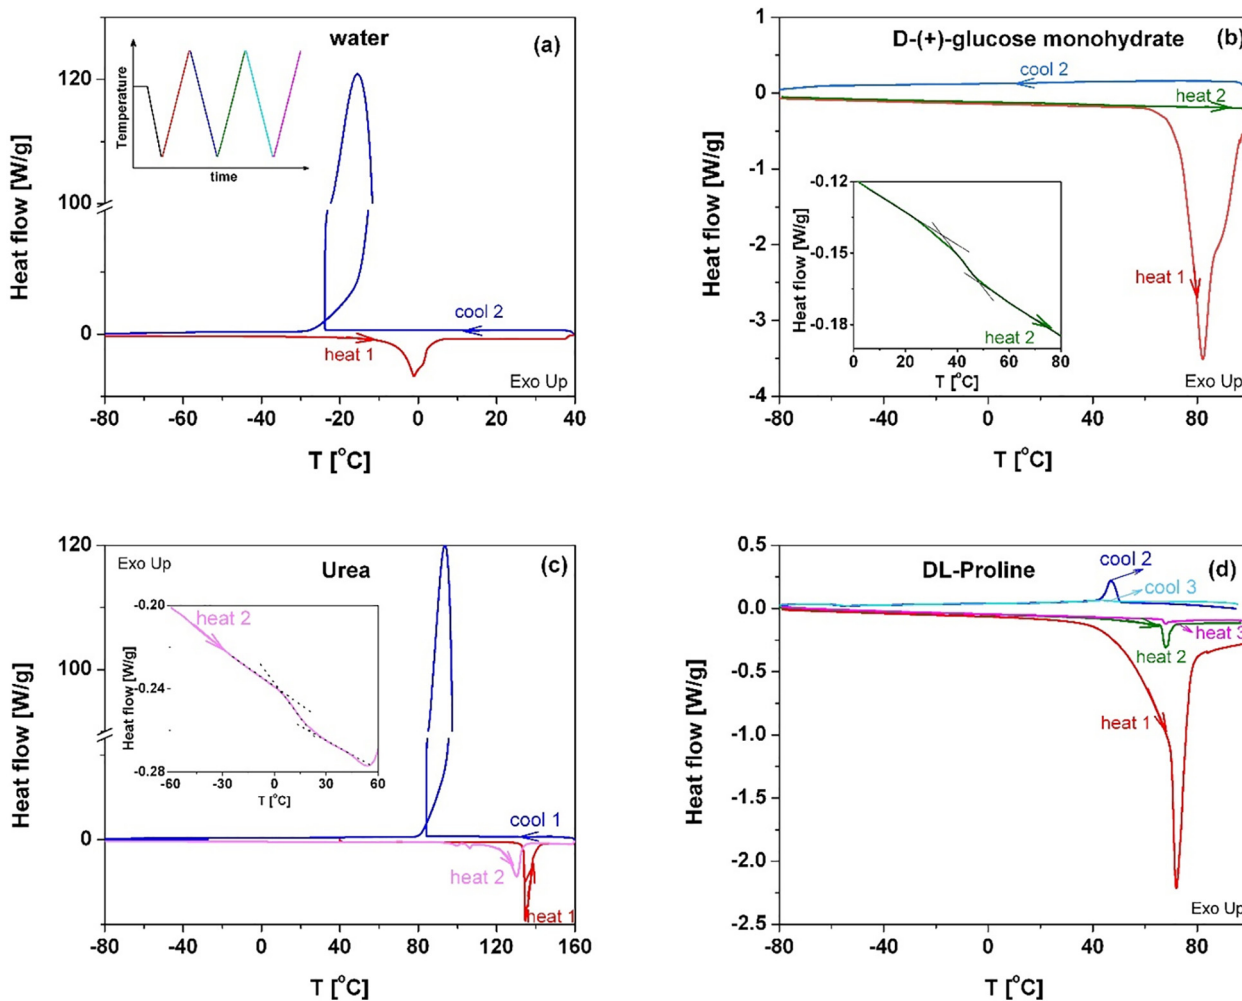 water
(a)
120
100
0
Heat flow [W/g]
Temperature
time
cool 2
heat 1
Exo Up
-80
-60
-40
-20
0
20
40
T [°C]
D-(+)-glucose monohydrate
(b)
1
0
-1
-2
-3
-4
Heat flow [W/g]
cool 2
heat 2
heat 1
-0.12
-0.15
-0.18
Heat flow [W/g]
heat 2
0
20
40
60
80
T [°C]
Exo Up
-80
-40
0
40
80
T [°C]
Exo Up
Urea
(c)
120
100
0
Heat flow [W/g]
-0.20
-0.24
-0.28
Heat flow [W/g]
heat 2
-60
-30
0
30
60
T [°C]
cool 1
heat 2
heat 1
-80
-40
0
40
80
120
160
T [°C]
DL-Proline
(d)
0.5
0.0
-0.5
-1.0
-1.5
-2.0
-2.5
Heat flow [W/g]
cool 2
cool 3
heat 3
heat 2
heat 1
Exo Up
-80
-40
0
40
80
T [°C]